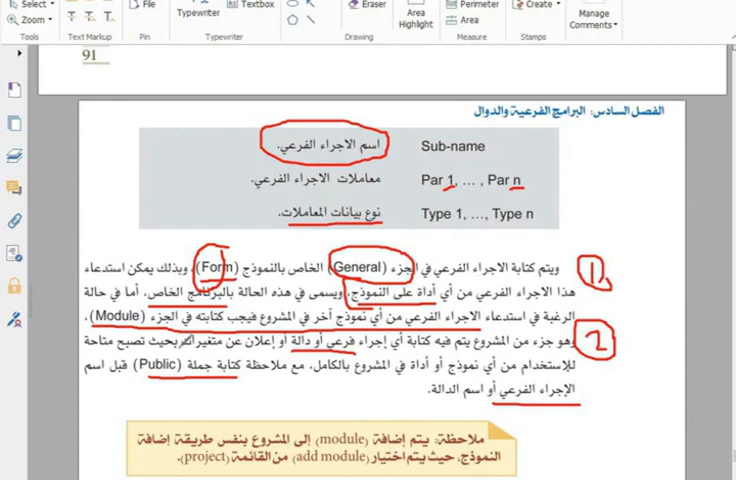 Select
Zoom
Tools
Text Markup
File
Pin
Typewriter
Textbox
Typewriter
Drawing
Eraser
Area
Highlight
Perimeter
Area
Measure
Create
Stamps
Manage
Comments
91
الفصل السادس: البرامج الفرعية والدوال
Sub-name اسم الاجراء الفرعي.
Par 1, ... , Par n معاملات الاجراء الفرعي.
Type 1, ..., Type n نوع بيانات المعاملات.
ويتم كتابة الاجراء الفرعي في الجزء (General) الخاص بالنموذج (Form)، وبذلك يمكن استدعاء
هذا الاجراء الفرعي من أي أداة على النموذج، ويسمى في هذه الحالة بالبرنامج الخاص، أما في حالة
الرغبة في استدعاء الاجراء الفرعي من أي نموذج آخر في المشروع فيجب كتابته في الجزء (Module)،
وهو جزء من المشروع يتم فيه كتابة أي إجراء فرعي أو دالة أو إعلان عن متغيرات بحيث تصبح متاحة
للاستخدام من أي نموذج أو أداة في المشروع بالكامل، مع ملاحظة كتابة جملة (Public) قبل اسم
الإجراء الفرعي أو اسم الدالة.
1
2
ملاحظة: يتم إضافة (module) إلى المشروع بنفس طريقة إضافة
النموذج، حيث يتم اختيار (add module) من القائمة (project).